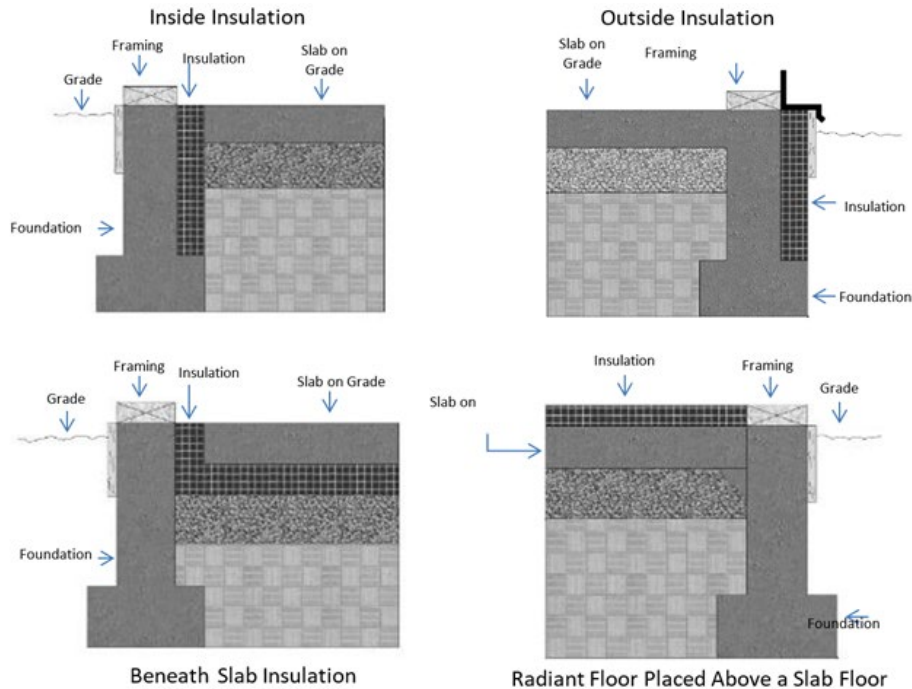 Inside Insulation
Framing
Insulation
Slab on
Grade
Grade
Foundation
Outside Insulation
Slab on
Grade
Framing
Insulation
Foundation
Framing
Insulation
Slab on Grade
Grade
Foundation
Beneath Slab Insulation
Insulation
Framing
Grade
Slab on
Foundation
Radiant Floor Placed Above a Slab Floor